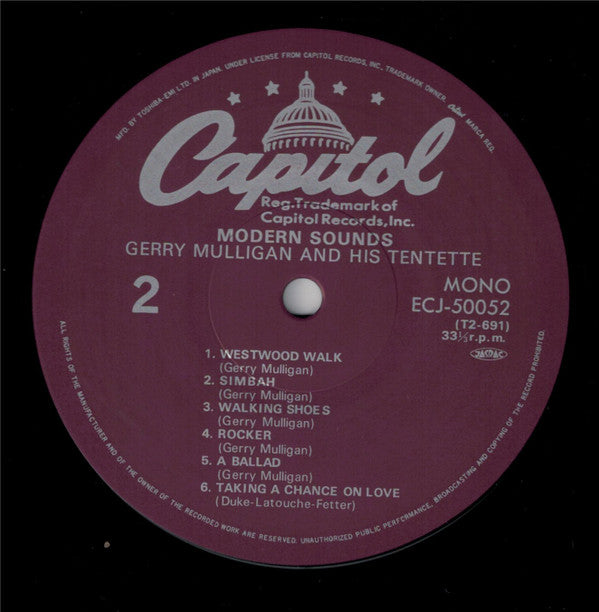 MFD. BY TOSHIBA-EMI LTD. IN JAPAN. UNDER LICENSE FROM CAPITOL RECORDS, INC., TRADEMARK OWNER. Capitol MARCA REG.
Capitol
Reg.Trademark of
Capitol Records,Inc.
MODERN SOUNDS
GERRY MULLIGAN AND HIS TENTETTE
2
MONO
ECJ-50052
(T2-691)
33⅓r.p.m.
JASRAC
1. WESTWOOD WALK
(Gerry Mulligan)
2. SIMBAH
(Gerry Mulligan)
3. WALKING SHOES
(Gerry Mulligan)
4. ROCKER
(Gerry Mulligan)
5. A BALLAD
(Gerry Mulligan)
6. TAKING A CHANCE ON LOVE
(Duke-Latouche-Fetter)
ALL RIGHTS OF THE MANUFACTURER AND OF THE OWNER OF THE RECORDED WORK ARE RESERVED. UNAUTHORIZED PUBLIC PERFORMANCE, BROADCASTING AND COPYING OF THE RECORD PROHIBITED.